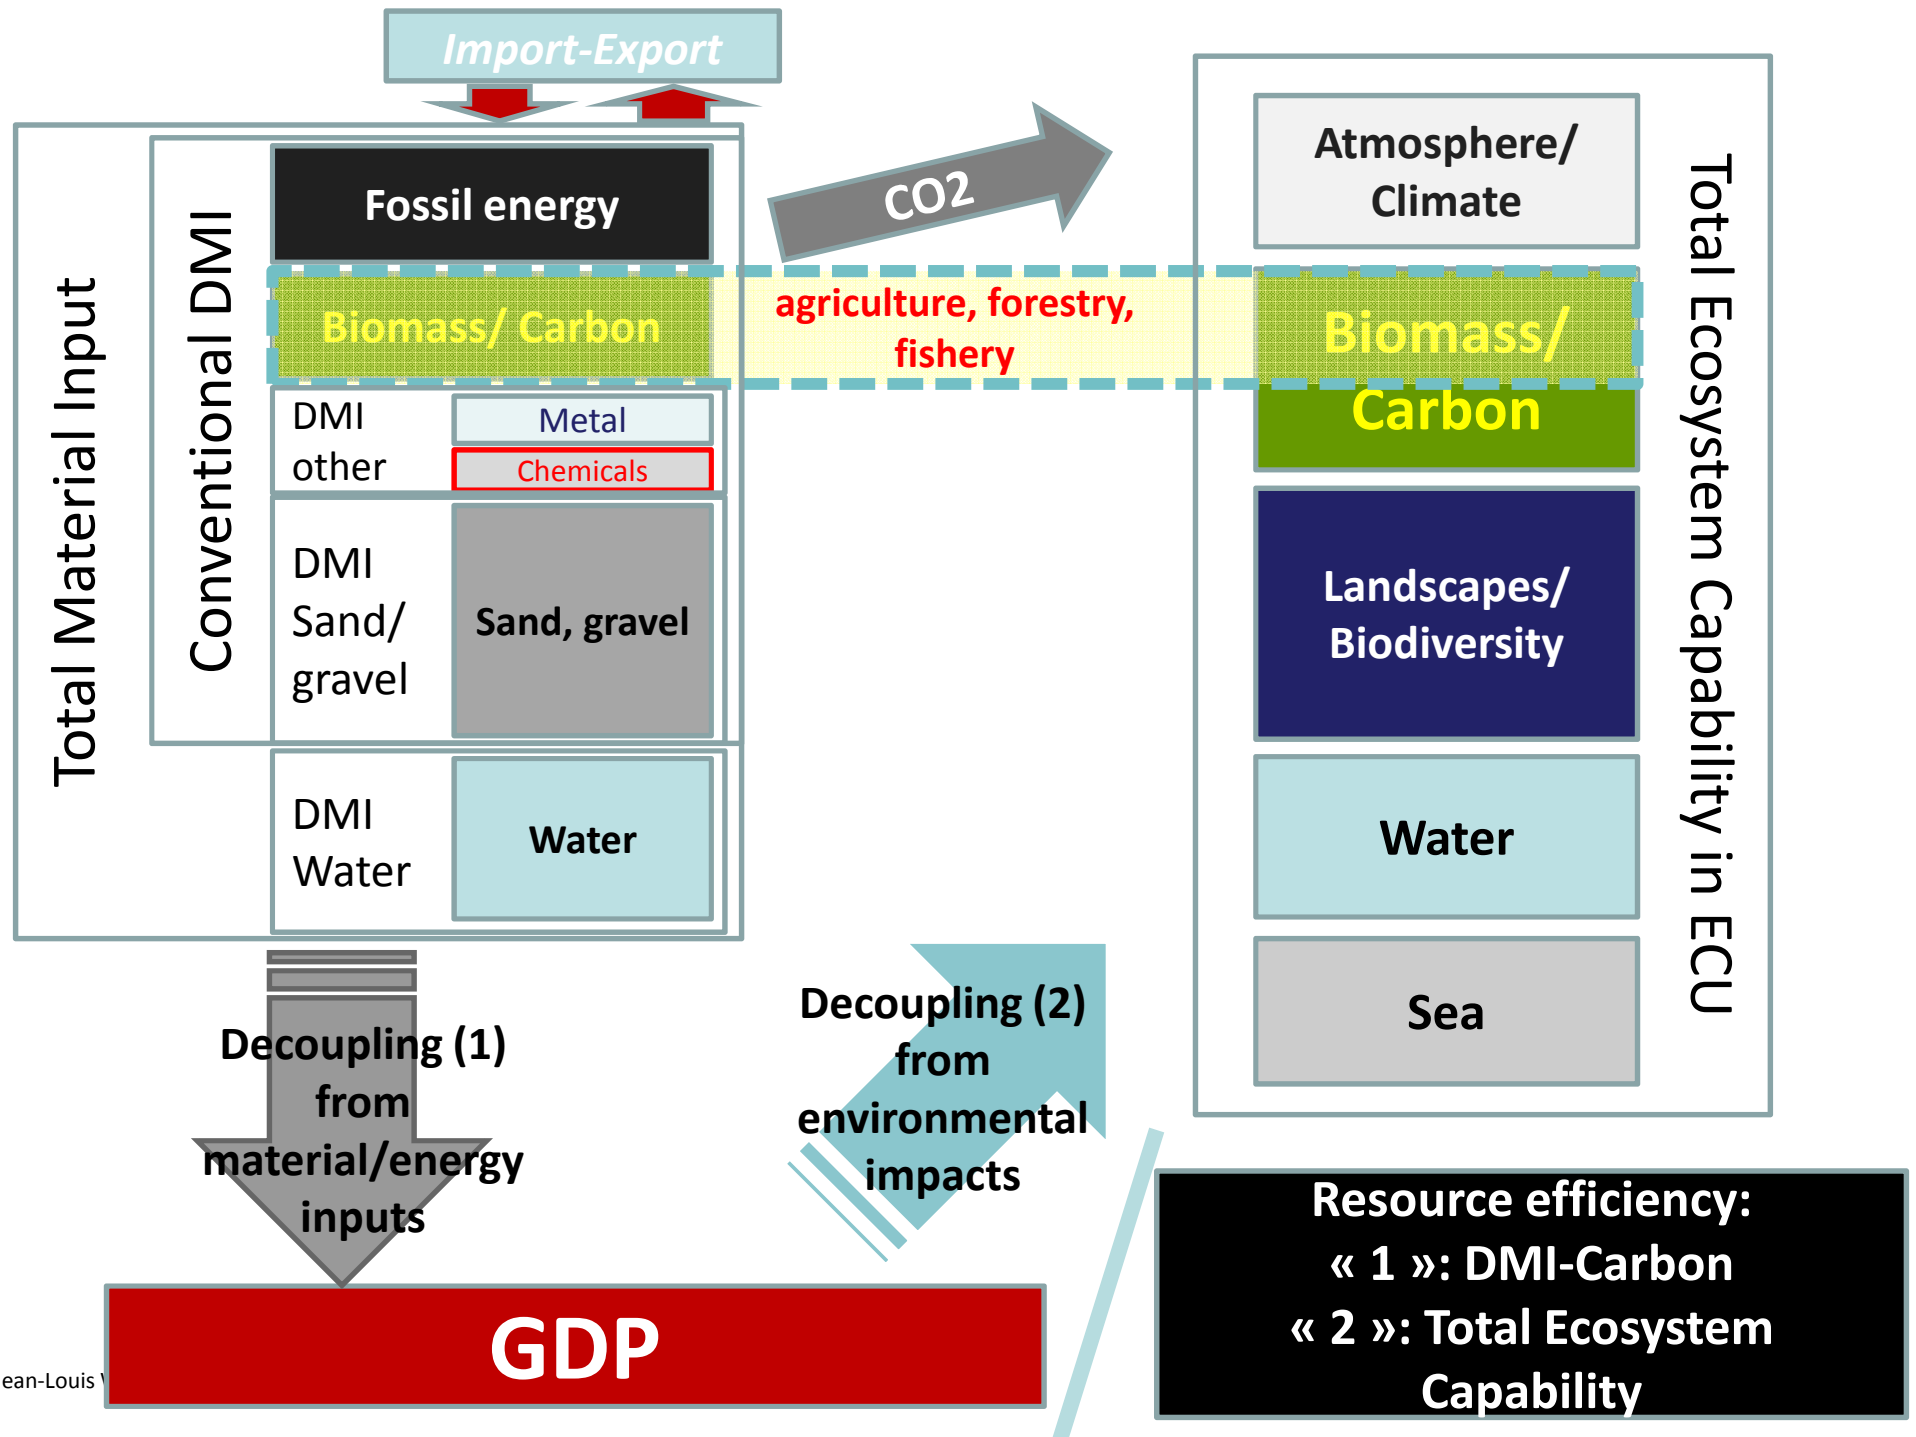 Import-Export
Total Material Input
Conventional DMI
Fossil energy
Biomass/ Carbon
DMI
other
Metal
Chemicals
DMI
Sand/
gravel
Sand, gravel
DMI
Water
Water
CO2
agriculture, forestry,
fishery
Atmosphere/
Climate
Biomass/
Carbon
Landscapes/
Biodiversity
Water
Sea
Total Ecosystem Capability in ECU
Decoupling (1)
from
material/energy
inputs
Decoupling (2)
from
environmental
impacts
GDP
Resource efficiency:
« 1 »: DMI-Carbon
« 2 »: Total Ecosystem
Capability
ean-Louis